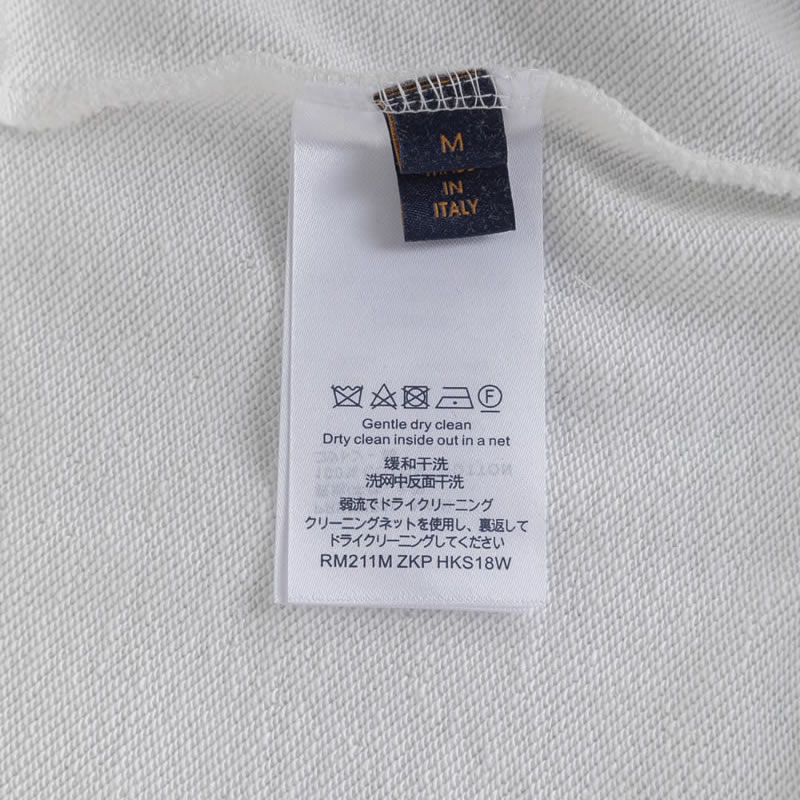 M
MADE
IN
ITALY
F
Gentle dry clean
Drty clean inside out in a net
缓和干洗
洗网中反面干洗
弱流でドライクリーニング
クリーニングネットを使用し、裏返して
ドライクリーニングしてください
RM211M ZKP HKS18W